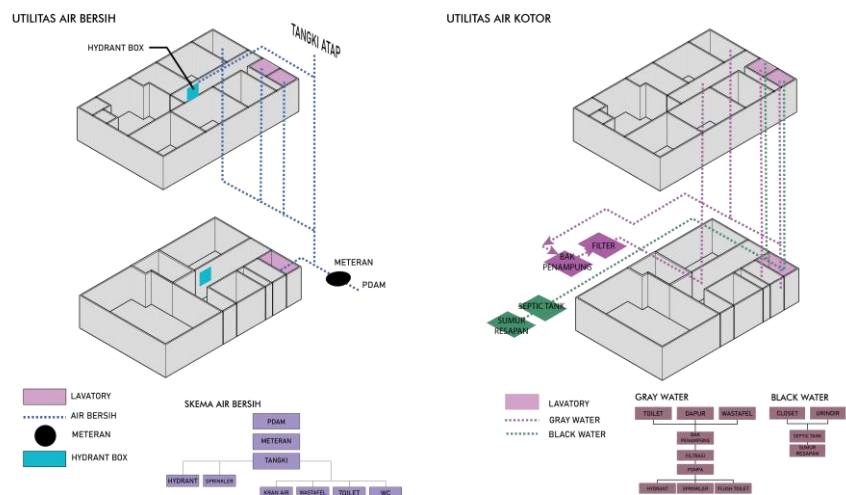 UTILITAS AIR BERSIH
HYDRANT BOX
TANGKI ATAP
METERAN
PDAM
LAVATORY
AIR BERSIH
METERAN
HYDRANT BOX
SKEMA AIR BERSIH
PDAM
METERAN
TANGKI
HYDRANT
SPRINKLER
KRAN AIR
WASTAFEL
TOILET
WC
UTILITAS AIR KOTOR
FILTER
BAK
PENAMPUNG
SEPTIC TANK
SUMUR
RESAPAN
LAVATORY
GRAY WATER
BLACK WATER
GRAY WATER
TOILET
DAPUR
WASTAFEL
BAK
PENAMPUNG
FILTRASI
POMPA
HYDRANT
SPRINKLER
FLUSH TOILET
BLACK WATER
CLOSET
URINOIR
SEPTIC TANK
SUMUR
RESAPAN